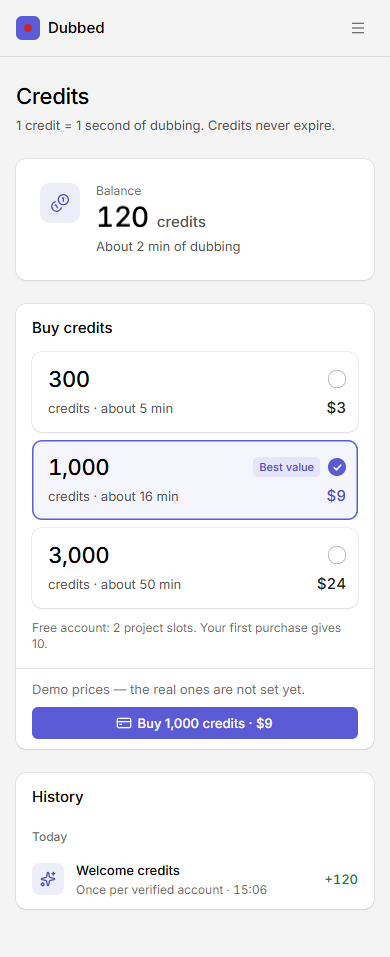 Dubbed
Credits
1 credit = 1 second of dubbing. Credits never expire.
Balance
120 credits
About 2 min of dubbing
Buy credits
300
credits · about 5 min
$3
1,000
Best value
credits · about 16 min
$9
3,000
credits · about 50 min
$24
Free account: 2 project slots. Your first purchase gives
10.
Demo prices — the real ones are not set yet.
Buy 1,000 credits · $9
History
Today
Welcome credits
Once per verified account · 15:06
+120